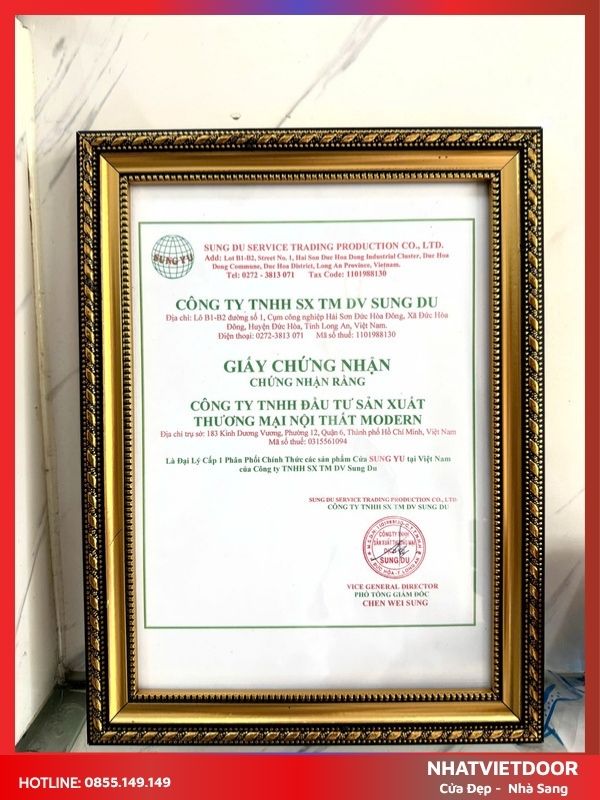 SUNG YU
SUNG DU SERVICE TRADING PRODUCTION CO., LTD.
Add: Lot B1-B2, Street No. 1, Hai Son Duc Hoa Dong Industrial Cluster, Duc Hoa
Dong Commune, Duc Hoa District, Long An Province, Vietnam.
Tel: 0272 - 3813 071 Tax Code: 1101988130
CÔNG TY TNHH SX TM DV SUNG DU
Địa chỉ: Lô B1-B2 đường số 1, Cụm công nghiệp Hải Sơn Đức Hòa Đông, Xã Đức Hòa
Đông, Huyện Đức Hòa, Tỉnh Long An, Việt Nam.
Điện thoại: 0272-3813 071 Mã số thuế: 1101988130
GIẤY CHỨNG NHẬN
CHỨNG NHẬN RẰNG
CÔNG TY TNHH ĐẦU TƯ SẢN XUẤT
THƯƠNG MẠI NỘI THẤT MODERN
Địa chỉ trụ sở: 183 Kinh Dương Vương, Phường 12, Quận 6, Thành phố Hồ Chí Minh, Việt Nam
Mã số thuế: 0315561094
Là Đại Lý Cấp 1 Phân Phối Chính Thức các sản phẩm Cửa SUNG YU tại Việt Nam
của Công ty TNHH SX TM DV Sung Du
SUNG DU SERVICE TRADING PRODUCTION CO., LTD
CÔNG TY TNHH SX TM DV SUNG DU
CÔNG TY TNHH
SẢN XUẤT THƯƠNG MẠI
SUNG DU
VICE GENERAL DIRECTOR
PHÓ TỔNG GIÁM ĐỐC
CHEN WEI SUNG
HOTLINE: 0855.149.149
NHATVIETDOOR
Cửa Đẹp - Nhà Sang